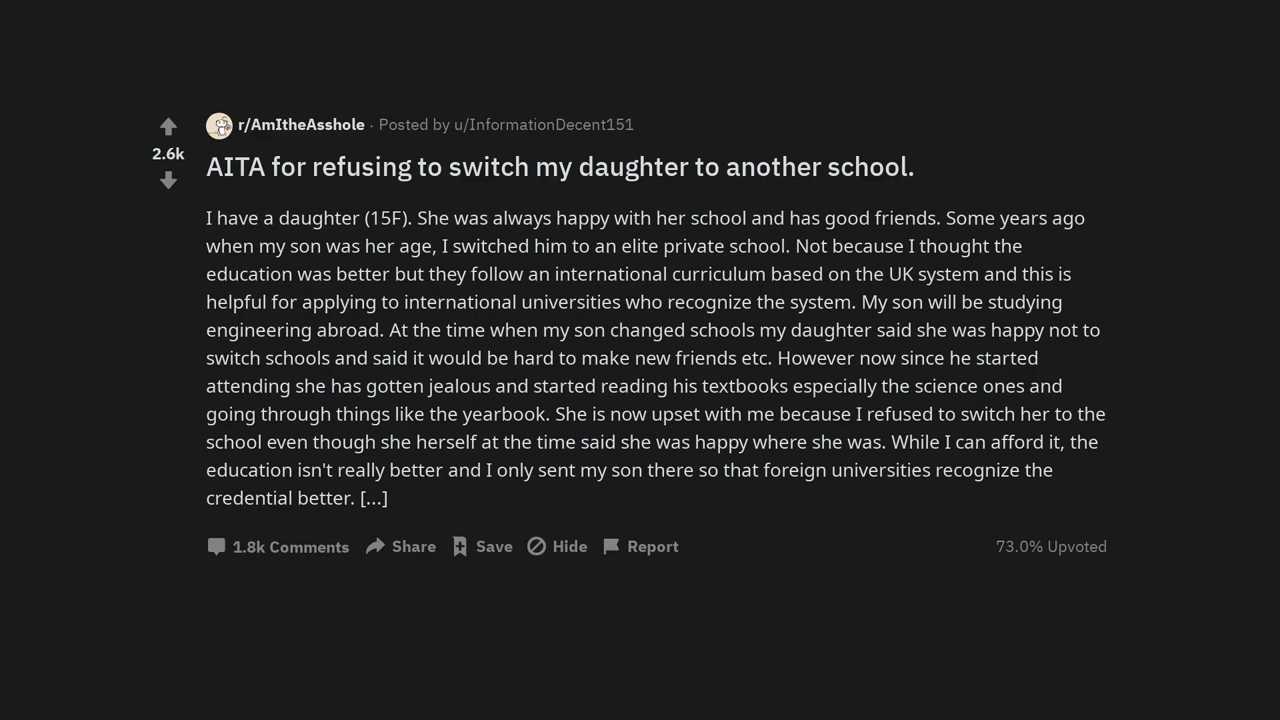 r/AmItheAsshole · Posted by u/InformationDecent151
2.6k
AITA for refusing to switch my daughter to another school.
I have a daughter (15F). She was always happy with her school and has good friends. Some years ago
when my son was her age, I switched him to an elite private school. Not because I thought the
education was better but they follow an international curriculum based on the UK system and this is
helpful for applying to international universities who recognize the system. My son will be studying
engineering abroad. At the time when my son changed schools my daughter said she was happy not to
switch schools and said it would be hard to make new friends etc. However now since he started
attending she has gotten jealous and started reading his textbooks especially the science ones and
going through things like the yearbook. She is now upset with me because I refused to switch her to the
school even though she herself at the time said she was happy where she was. While I can afford it, the
education isn't really better and I only sent my son there so that foreign universities recognize the
credential better. [...]
1.8k Comments Share Save Hide Report 73.0% Upvoted